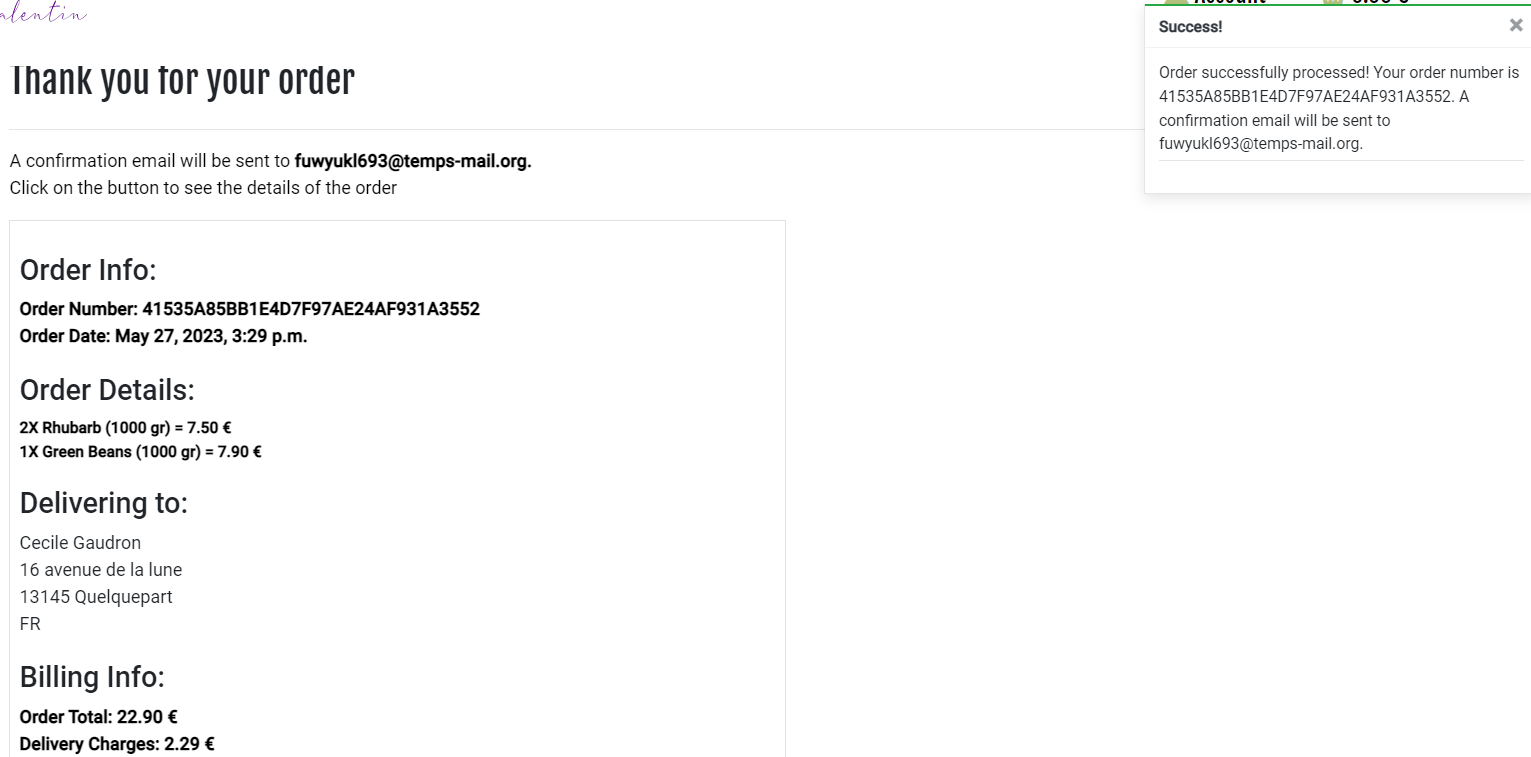 alentin
Account
Success!
Order successfully processed! Your order number is
41535A85BB1E4D7F97AE24AF931A3552. A
confirmation email will be sent to
fuwyukl693@temps-mail.org.
Thank you for your order
A confirmation email will be sent to fuwyukl693@temps-mail.org.
Click on the button to see the details of the order
Order Info:
Order Number: 41535A85BB1E4D7F97AE24AF931A3552
Order Date: May 27, 2023, 3:29 p.m.
Order Details:
2X Rhubarb (1000 gr) = 7.50 €
1X Green Beans (1000 gr) = 7.90 €
Delivering to:
Cecile Gaudron
16 avenue de la lune
13145 Quelquepart
FR
Billing Info:
Order Total: 22.90 €
Delivery Charges: 2.29 €